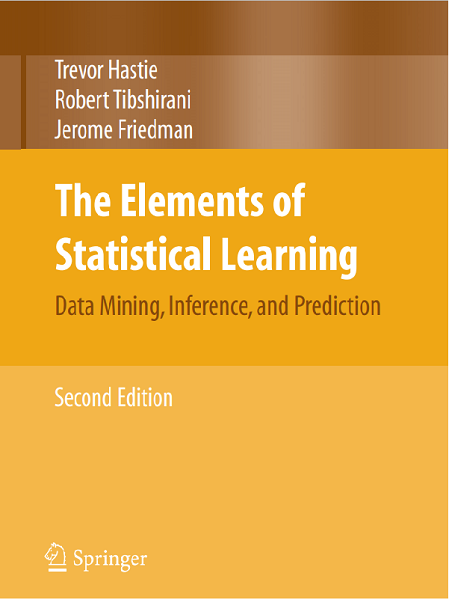 Trevor Hastie
Robert Tibshirani
Jerome Friedman
The Elements of
Statistical Learning
Data Mining, Inference, and Prediction
Second Edition
Springer